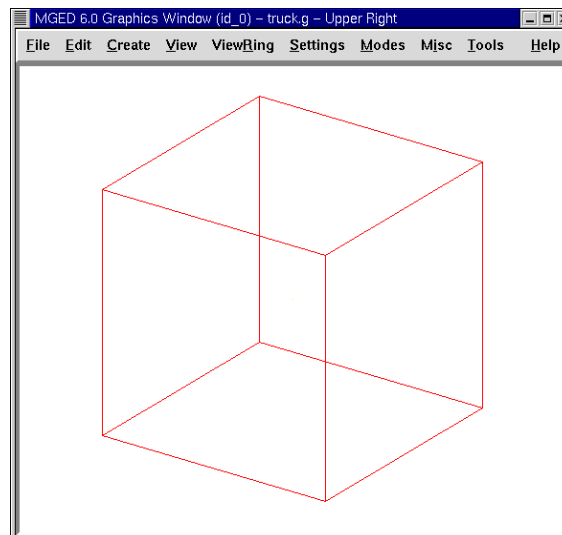 MGED 6.0 Graphics Window (id_0) – truck.g – Upper Right
File Edit Create View ViewRing Settings Modes Misc Tools Help